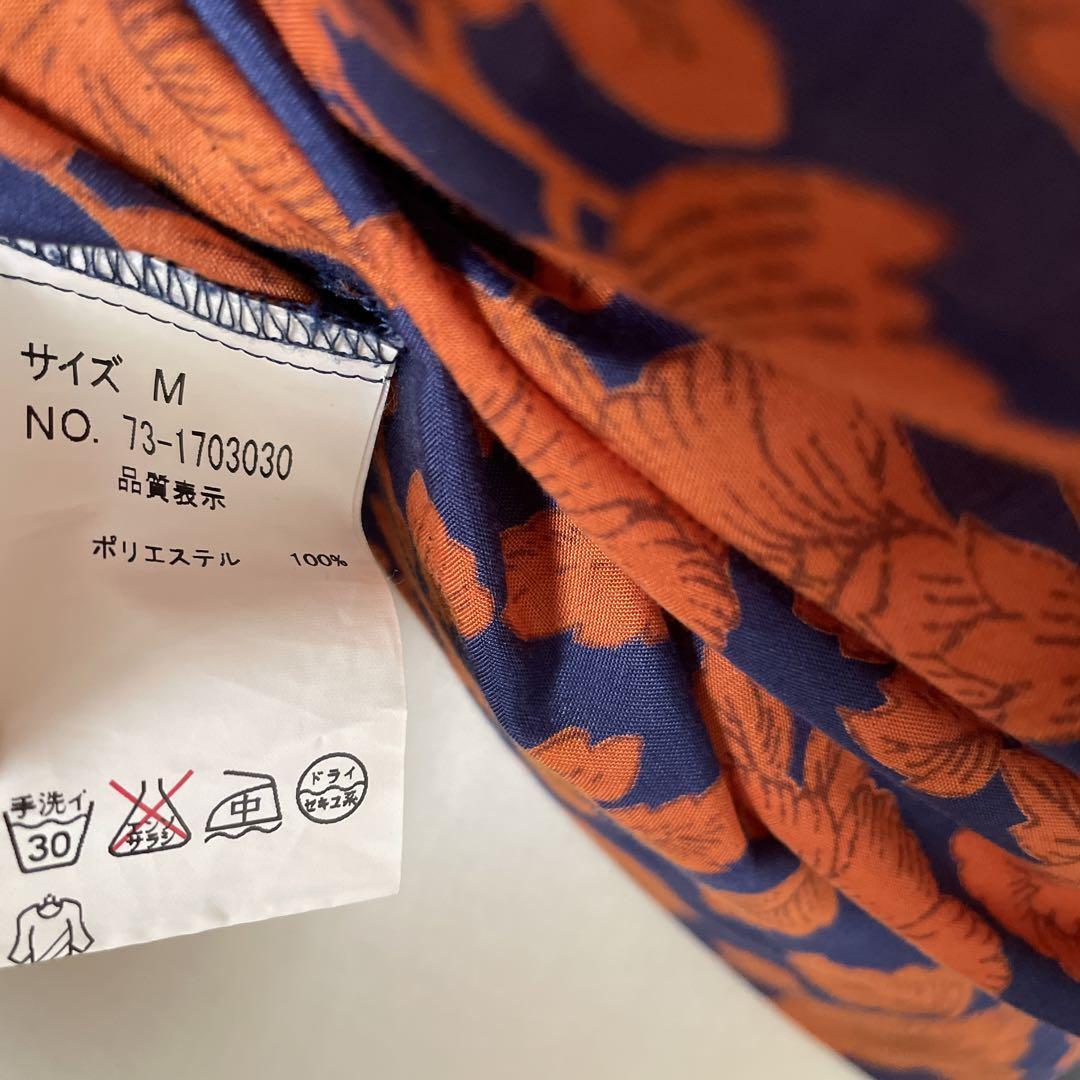 サイズ M
NO. 73-1703030
品質表示
ポリエステル 100%
手洗イ
30
エンソ
サラシ
中
ドライ
セキユ系